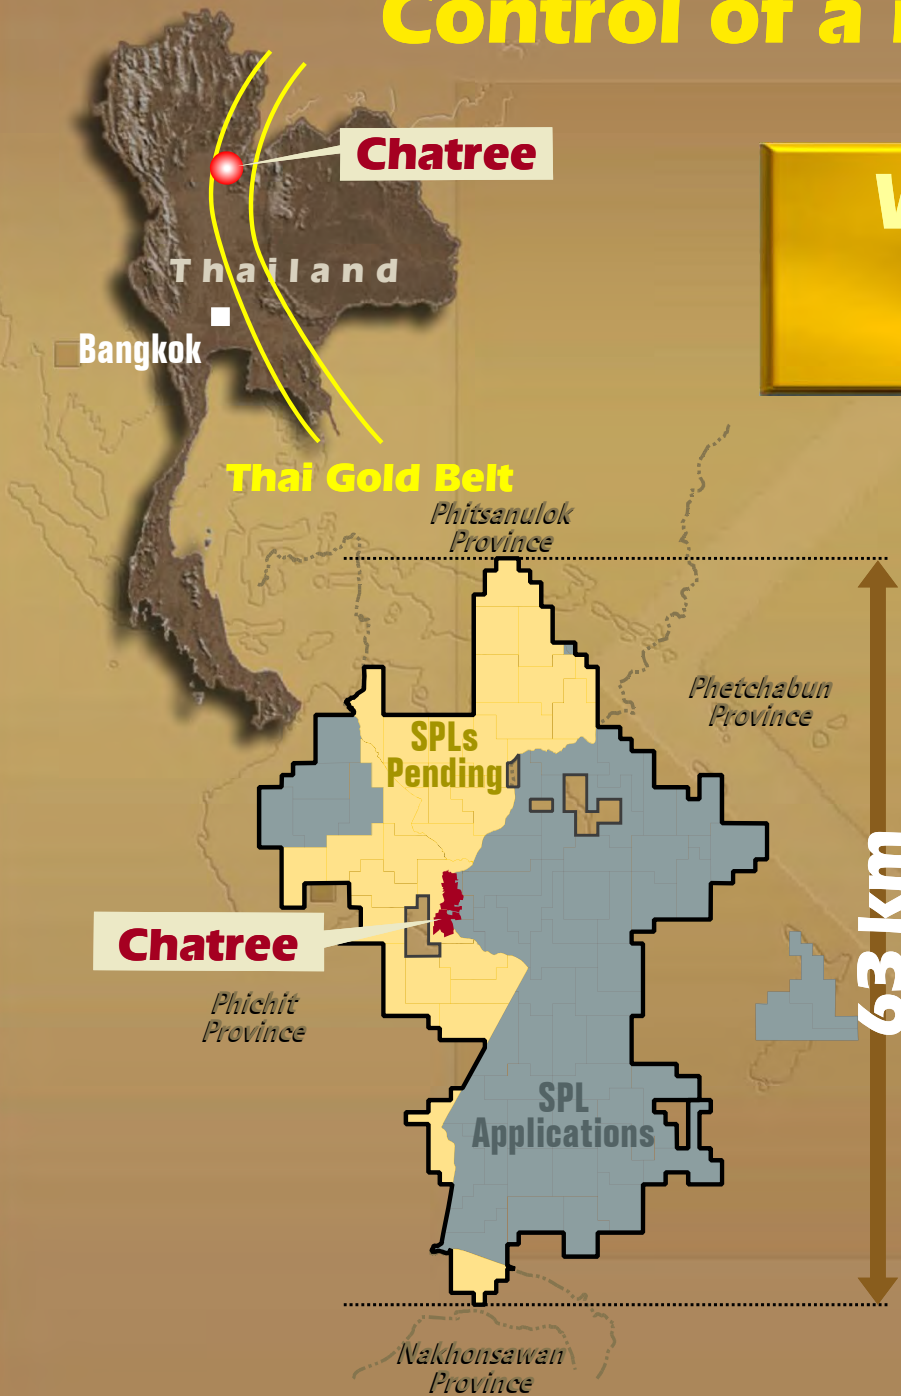 Control of a
Chatree
Thailand
Bangkok
Thai Gold Belt
Phitsanulok
Province
Phetchabun
Province
SPLs
Pending
63 km
Chatree
Phichit
Province
SPL
Applications
Nakhonsawan
Province